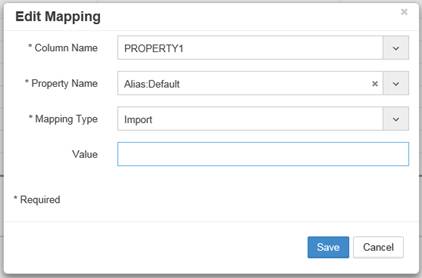 Edit Mapping
* Column Name PROPERTY1
* Property Name Alias:Default
* Mapping Type Import
Value
* Required
Save Cancel